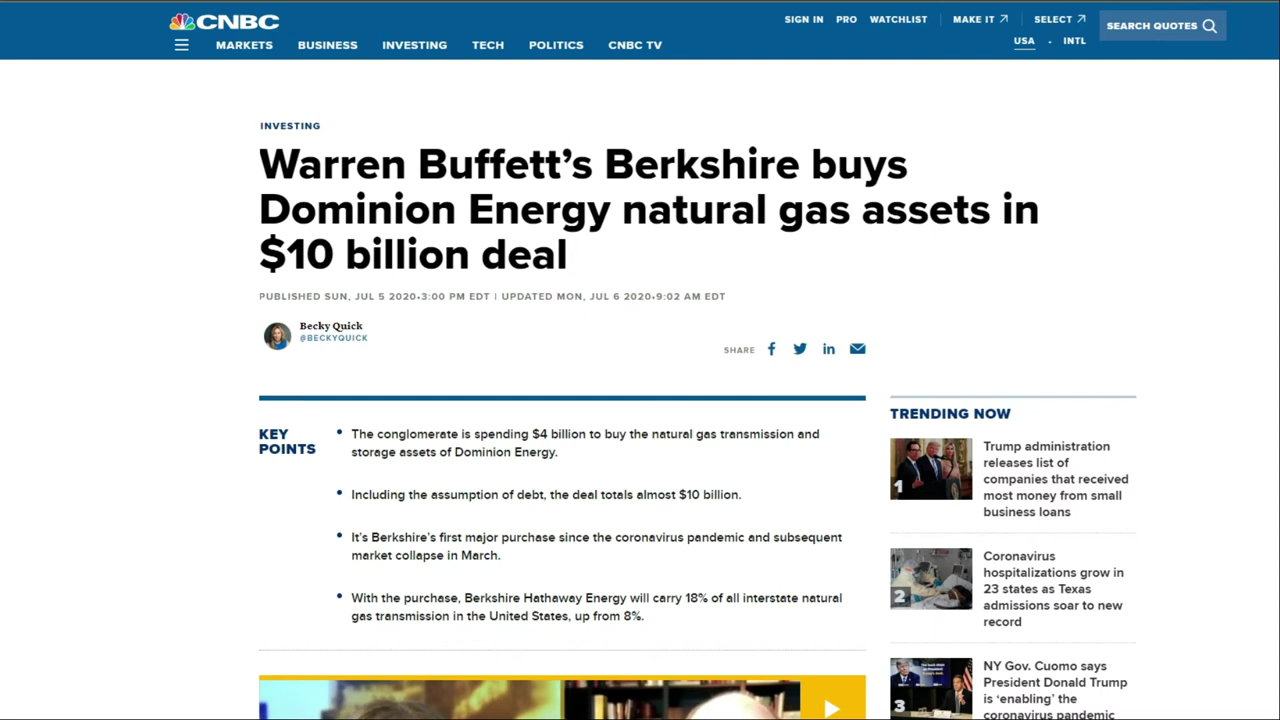 CNBC
SIGN IN PRO WATCHLIST MAKE IT SELECT
SEARCH QUOTES
USA • INTL
MARKETS BUSINESS INVESTING TECH POLITICS CNBC TV
INVESTING
Warren Buffett’s Berkshire buys
Dominion Energy natural gas assets in
$10 billion deal
PUBLISHED SUN, JUL 5 2020•3:00 PM EDT | UPDATED MON, JUL 6 2020•9:02 AM EDT
Becky Quick
@BECKYQUICK
SHARE
KEY
POINTS
• The conglomerate is spending $4 billion to buy the natural gas transmission and
storage assets of Dominion Energy.
• Including the assumption of debt, the deal totals almost $10 billion.
• It’s Berkshire’s first major purchase since the coronavirus pandemic and subsequent
market collapse in March.
• With the purchase, Berkshire Hathaway Energy will carry 18% of all interstate natural
gas transmission in the United States, up from 8%.
TRENDING NOW
1
Trump administration
releases list of
companies that received
most money from small
business loans
2
Coronavirus
hospitalizations grow in
23 states as Texas
admissions soar to new
record
3
NY Gov. Cuomo says
President Donald Trump
is ‘enabling’ the
coronavirus pandemic